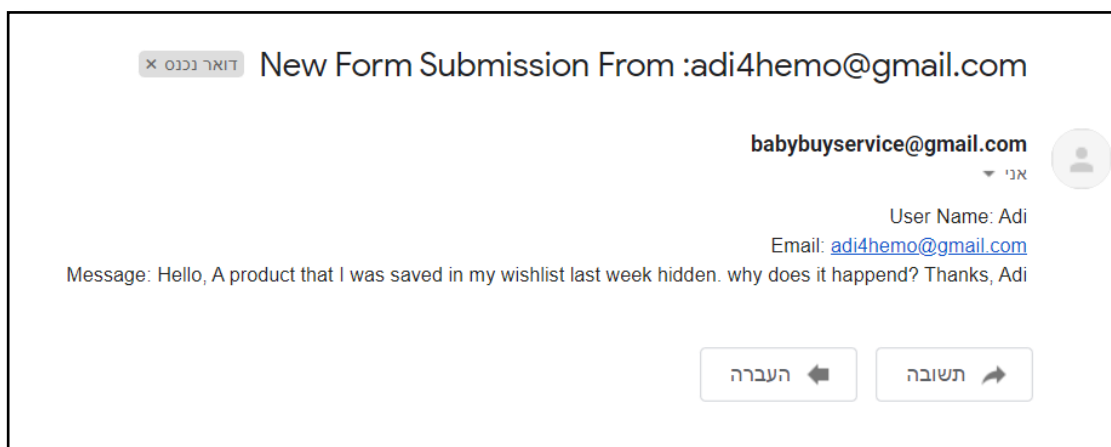 New Form Submission From :adi4hemo@gmail.com דואר נכנס ×
babybuyservice@gmail.com
אני
User Name: Adi
Email: adi4hemo@gmail.com
Message: Hello, A product that I was saved in my wishlist last week hidden. why does it happend? Thanks, Adi
תשובה
העברה